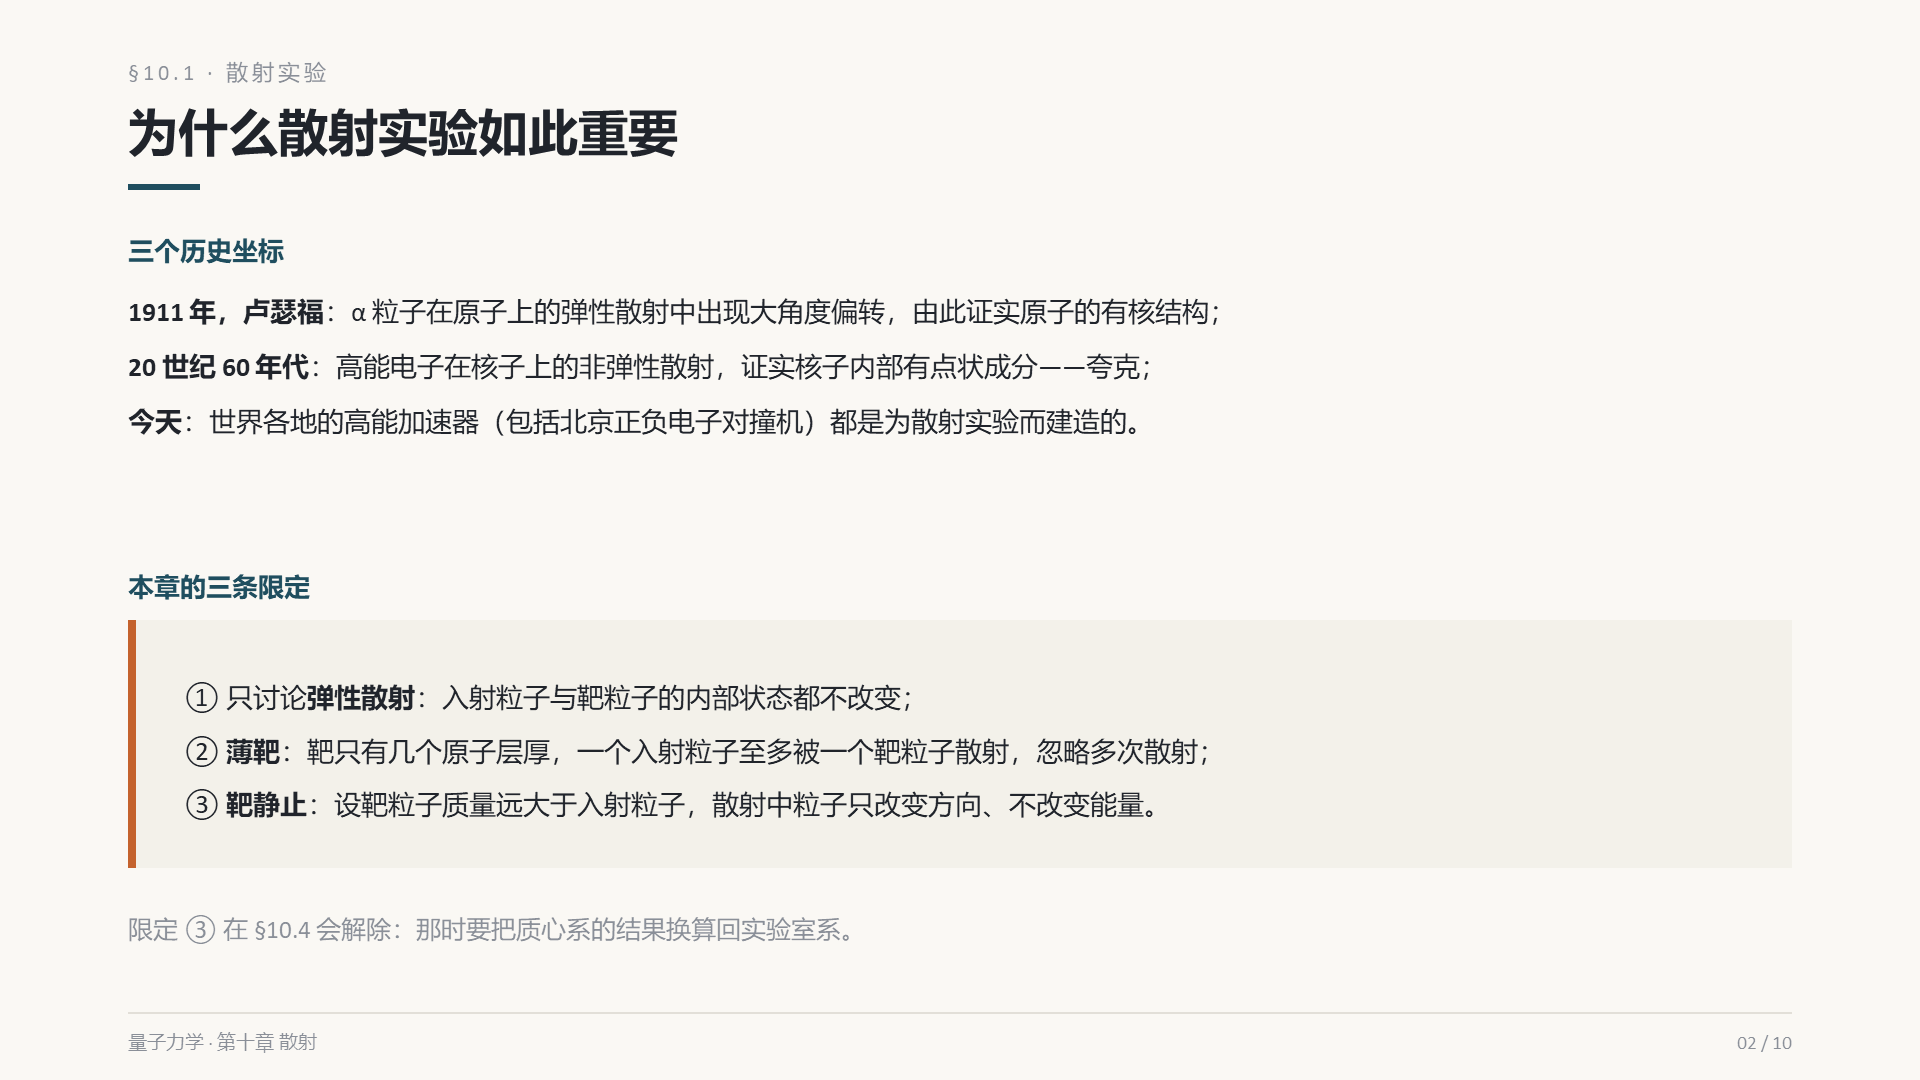 §10.1 · 散射实验
为什么散射实验如此重要
三个历史坐标
1911 年，卢瑟福：α 粒子在原子上的弹性散射中出现大角度偏转，由此证实原子的有核结构；
20 世纪 60 年代：高能电子在核子上的非弹性散射，证实核子内部有点状成分——夸克；
今天：世界各地的高能加速器（包括北京正负电子对撞机）都是为散射实验而建造的。
本章的三条限定
① 只讨论弹性散射：入射粒子与靶粒子的内部状态都不改变；
② 薄靶：靶只有几个原子层厚，一个入射粒子至多被一个靶粒子散射，忽略多次散射；
③ 靶静止：设靶粒子质量远大于入射粒子，散射中粒子只改变方向、不改变能量。
限定 ③ 在 §10.4 会解除：那时要把质心系的结果换算回实验室系。
量子力学 · 第十章 散射
02 / 10